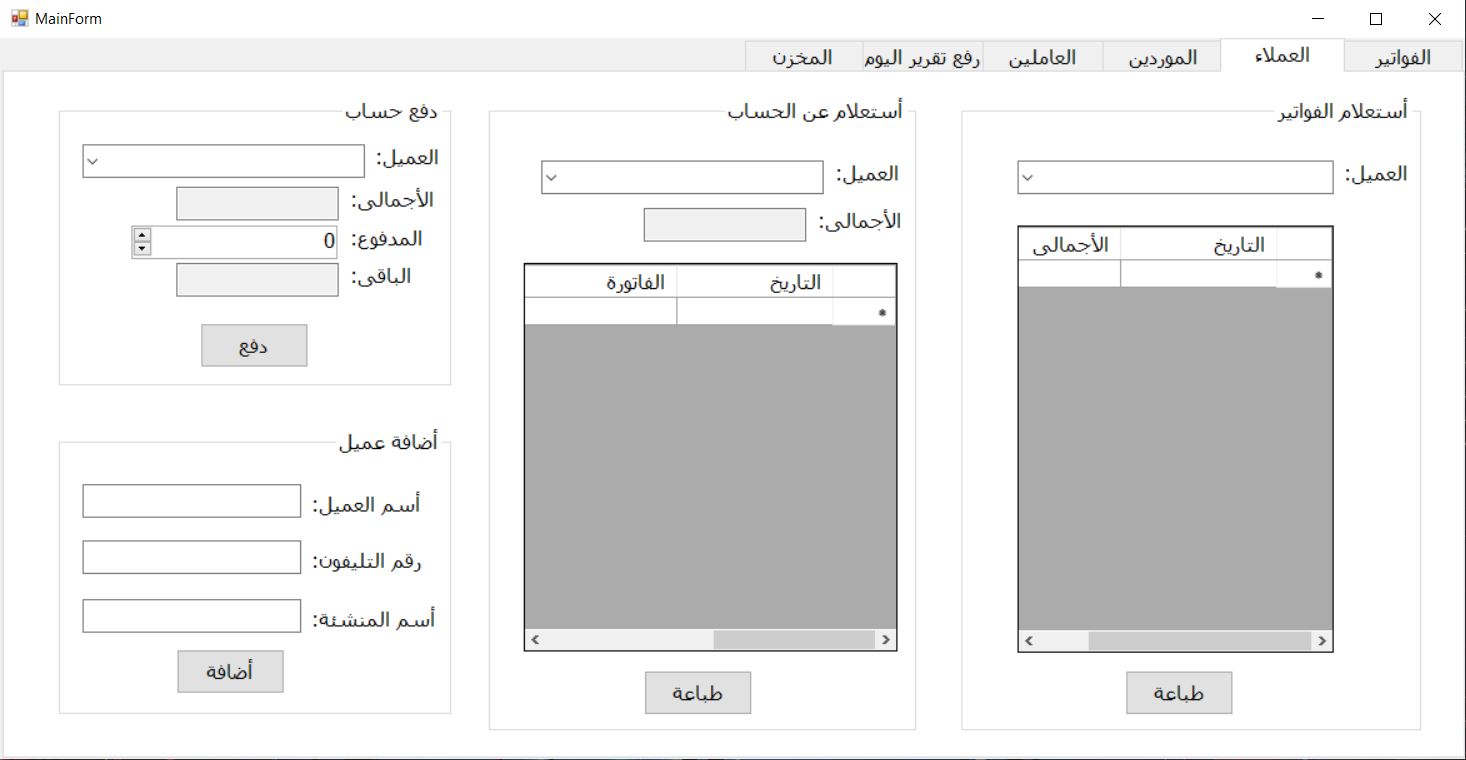 MainForm
الفواتير
العملاء
الموردين
العاملين
رفع تقرير اليوم
المخزن
أستعلام الفواتير
العميل:
التاريخ
الأجمالى
*
طباعة
أستعلام عن الحساب
العميل:
الأجمالى:
التاريخ
الفاتورة
*
طباعة
دفع حساب
العميل:
الأجمالى:
المدفوع:
0
الباقى:
دفع
أضافة عميل
أسم العميل:
رقم التليفون:
أسم المنشئة:
أضافة